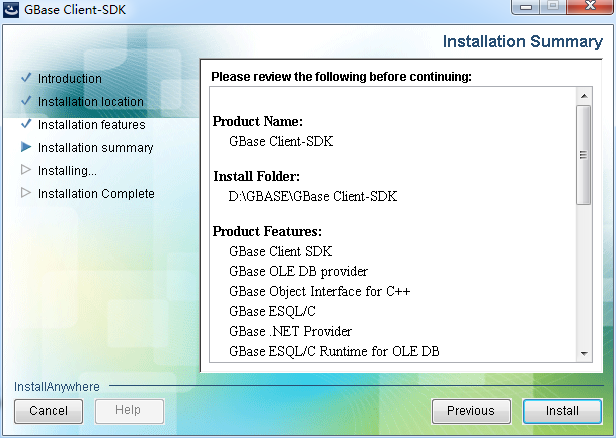 GBase Client-SDK
Installation Summary
Introduction
Installation location
Installation features
Installation summary
Installing...
Installation Complete
Please review the following before continuing:
Product Name:
GBase Client-SDK
Install Folder:
D:\GBASE\GBase Client-SDK
Product Features:
GBase Client SDK
GBase OLE DB provider
GBase Object Interface for C++
GBase ESQL/C
GBase .NET Provider
GBase ESQL/C Runtime for OLE DB
InstallAnywhere
Cancel
Help
Previous
Install